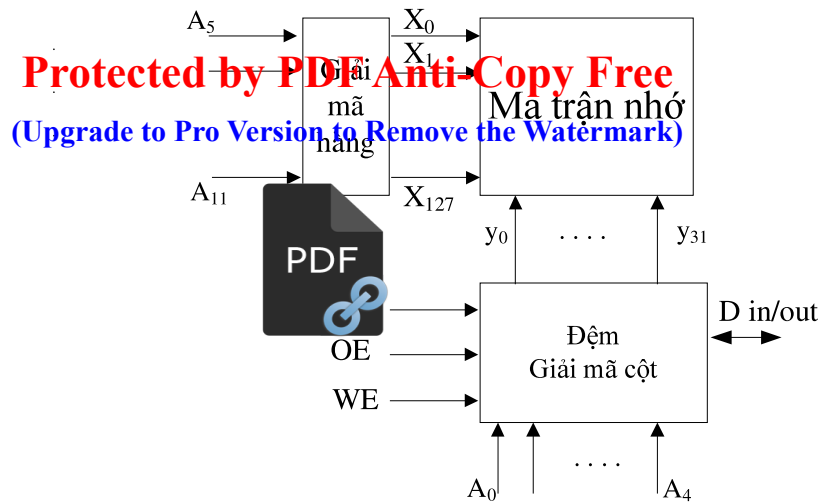 A5
X0
Protected by PDF Anti-Copy Free
X1
Giải
mã
hàng
Ma trận nhớ
(Upgrade to Pro Version to Remove the Watermark)
A11
X127
y0
. . . .
y31
PDF
D in/out
Đệm
Giải mã cột
OE
WE
. . . .
A0
A4